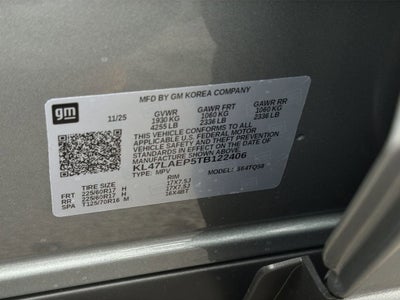 gm
MFD BY GM KOREA COMPANY
11/25 GVWR GAWR FRT GAWR RR
1930 KG 1060 KG 1060 KG
4255 LB 2336 LB 2336 LB
THIS VEHICLE CONFORMS TO ALL
APPLICABLE U.S. FEDERAL MOTOR
VEHICLE SAFETY AND THEFT
PREVENTION STANDARDS IN EFFECT
ON THE DATE OF MANUFACTURE
SHOWN ABOVE.
KL47LAEP5TB122406
TYPE: MPV MODEL:
TIRE SIZE RIM
FRT 225/60R17 H 17X7.5J
RR 225/60R17 H 17X7.5J
SPA T125/70R16 M 16X4BT